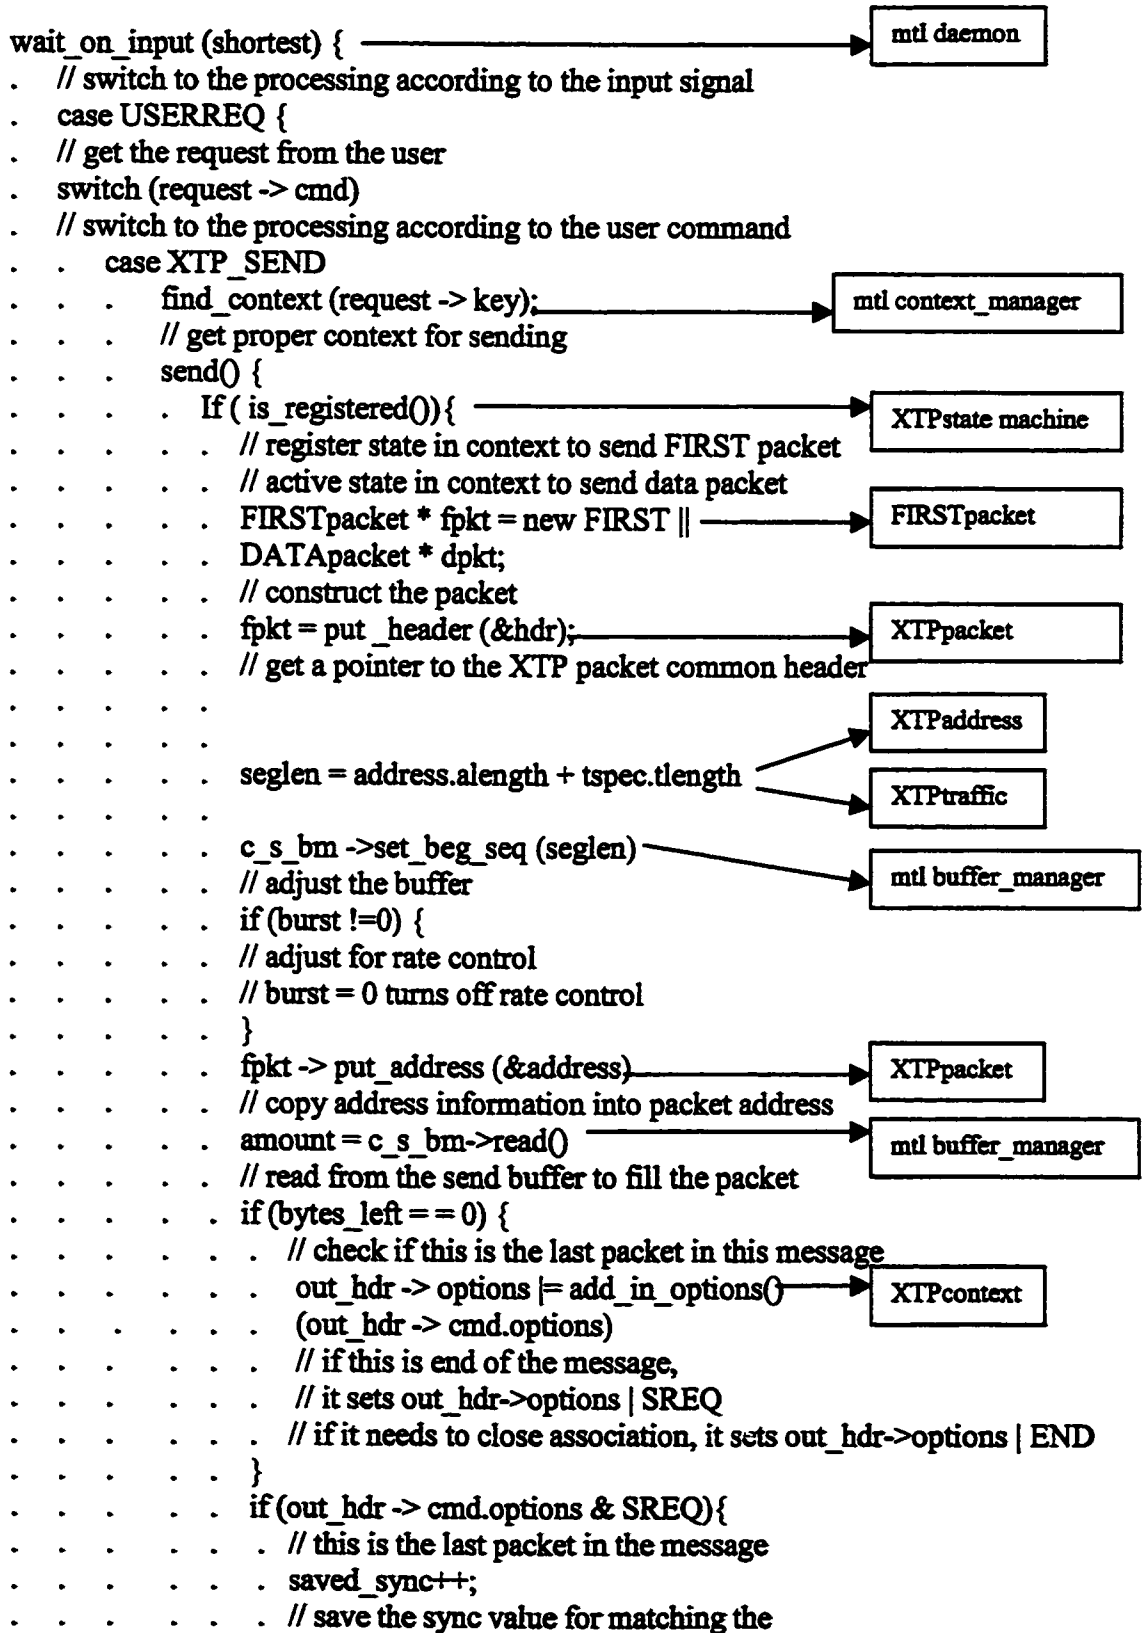 wait_on_input (shortest) { mtl daemon
. // switch to the processing according to the input signal
. case USERREQ {
. // get the request from the user
. switch (request -> cmd)
. // switch to the processing according to the user command
. . case XTP_SEND
. . . find_context (request -> key); mtl context_manager
. . . // get proper context for sending
. . . send() {
. . . . If ( is_registered()){ XTPstate machine
. . . . . // register state in context to send FIRST packet
. . . . . // active state in context to send data packet
. . . . . FIRSTpacket * fpkt = new FIRST || FIRSTpacket
. . . . . DATApacket * dpkt;
. . . . . // construct the packet
. . . . . fpkt = put _header (&hdr); XTPpacket
. . . . . // get a pointer to the XTP packet common header
. . . . . XTPaddress
. . . . .
. . . . . seglen = address.alength + tspec.tlength XTPtraffic
. . . . .
. . . . . c_s_bm ->set_beg_seq (seglen) mtl buffer_manager
. . . . . // adjust the buffer
. . . . . if (burst !=0) {
. . . . . // adjust for rate control
. . . . . // burst = 0 turns off rate control
. . . . . }
. . . . . fpkt -> put_address (&address) XTPpacket
. . . . . // copy address information into packet address
. . . . . amount = c_s_bm->read() mtl buffer_manager
. . . . . // read from the send buffer to fill the packet
. . . . . if (bytes_left = = 0) {
. . . . . . // check if this is the last packet in this message
. . . . . . out_hdr -> options |= add_in_options() XTPcontext
. . . . . . (out_hdr -> cmd.options)
. . . . . . // if this is end of the message,
. . . . . . // it sets out_hdr->options | SREQ
. . . . . . // if it needs to close association, it sets out_hdr->options | END
. . . . . }
. . . . . if (out_hdr -> cmd.options & SREQ){
. . . . . . // this is the last packet in the message
. . . . . . saved_sync++;
. . . . . . // save the sync value for matching the